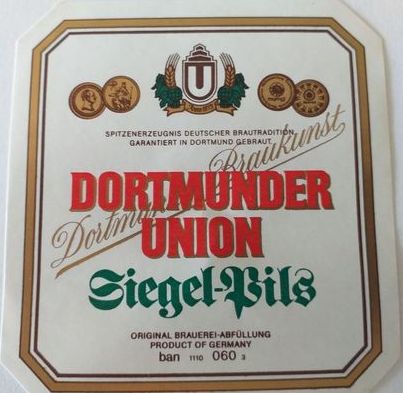 U
SPITZENERZEUGNIS DEUTSCHER BRAUTRADITION,
GARANTIERT IN DORTMUND GEBRAUT.
Braukunst
DORTMUNDER
UNION
Siegel-Pils
ORIGINAL BRAUEREI-ABFÜLLUNG
PRODUCT OF GERMANY
ban 1110 060 3